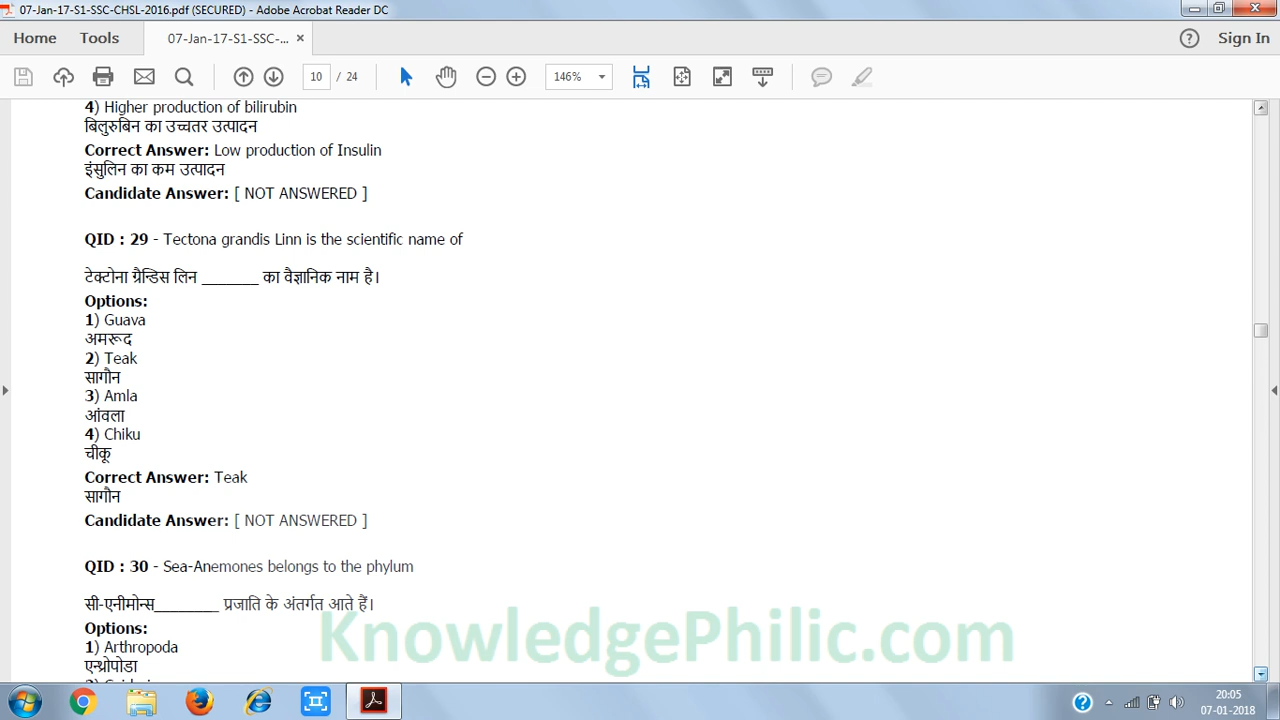 07-Jan-17-S1-SSC-CHSL-2016.pdf (SECURED) - Adobe Acrobat Reader DC
Home Tools 07-Jan-17-S1-SSC-... × ? Sign In
10 / 24 146%
4) Higher production of bilirubin
बिलुरुबिन का उच्चतर उत्पादन
Correct Answer: Low production of Insulin
इंसुलिन का कम उत्पादन
Candidate Answer: [ NOT ANSWERED ]
QID : 29 - Tectona grandis Linn is the scientific name of
टेक्टोना ग्रैन्डिस लिन _______ का वैज्ञानिक नाम है।
Options:
1) Guava
अमरूद
2) Teak
सागौन
3) Amla
आंवला
4) Chiku
चीकू
Correct Answer: Teak
सागौन
Candidate Answer: [ NOT ANSWERED ]
QID : 30 - Sea-Anemones belongs to the phylum
सी-एनीमोन्स________ प्रजाति के अंतर्गत आते हैं।
Options:
1) Arthropoda
एन्थ्रोपोडा
KnowledgePhilic.com
20:05
07-01-2018